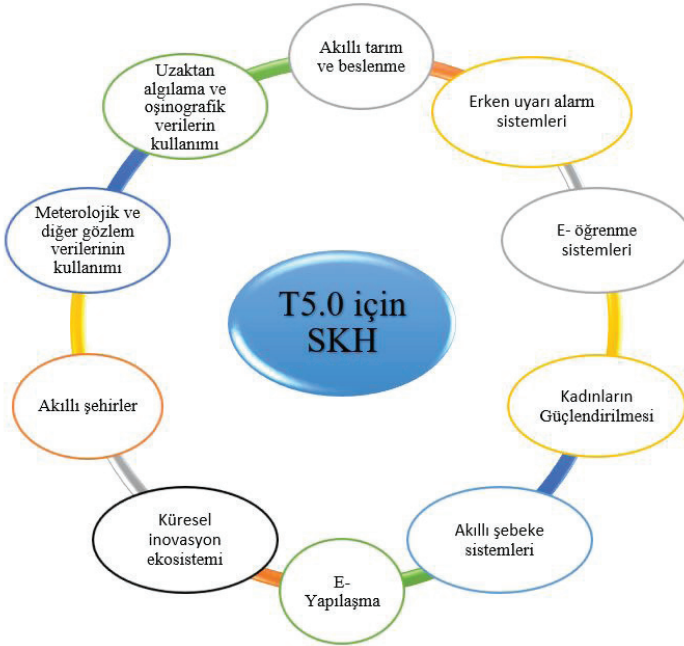 Akıllı tarım
ve beslenme
Erken uyarı alarm
sistemleri
E- öğrenme
sistemleri
Kadınların
Güçlendirilmesi
Akıllı şebeke
sistemleri
E-
Yapılaşma
Küresel
inovasyon
ekosistemi
Akıllı şehirler
Meterolojik ve
diğer gözlem
verilerinin
kullanımı
Uzaktan
algılama ve
oşinografik
verilerin
kullanımı
T5.0 için
SKH